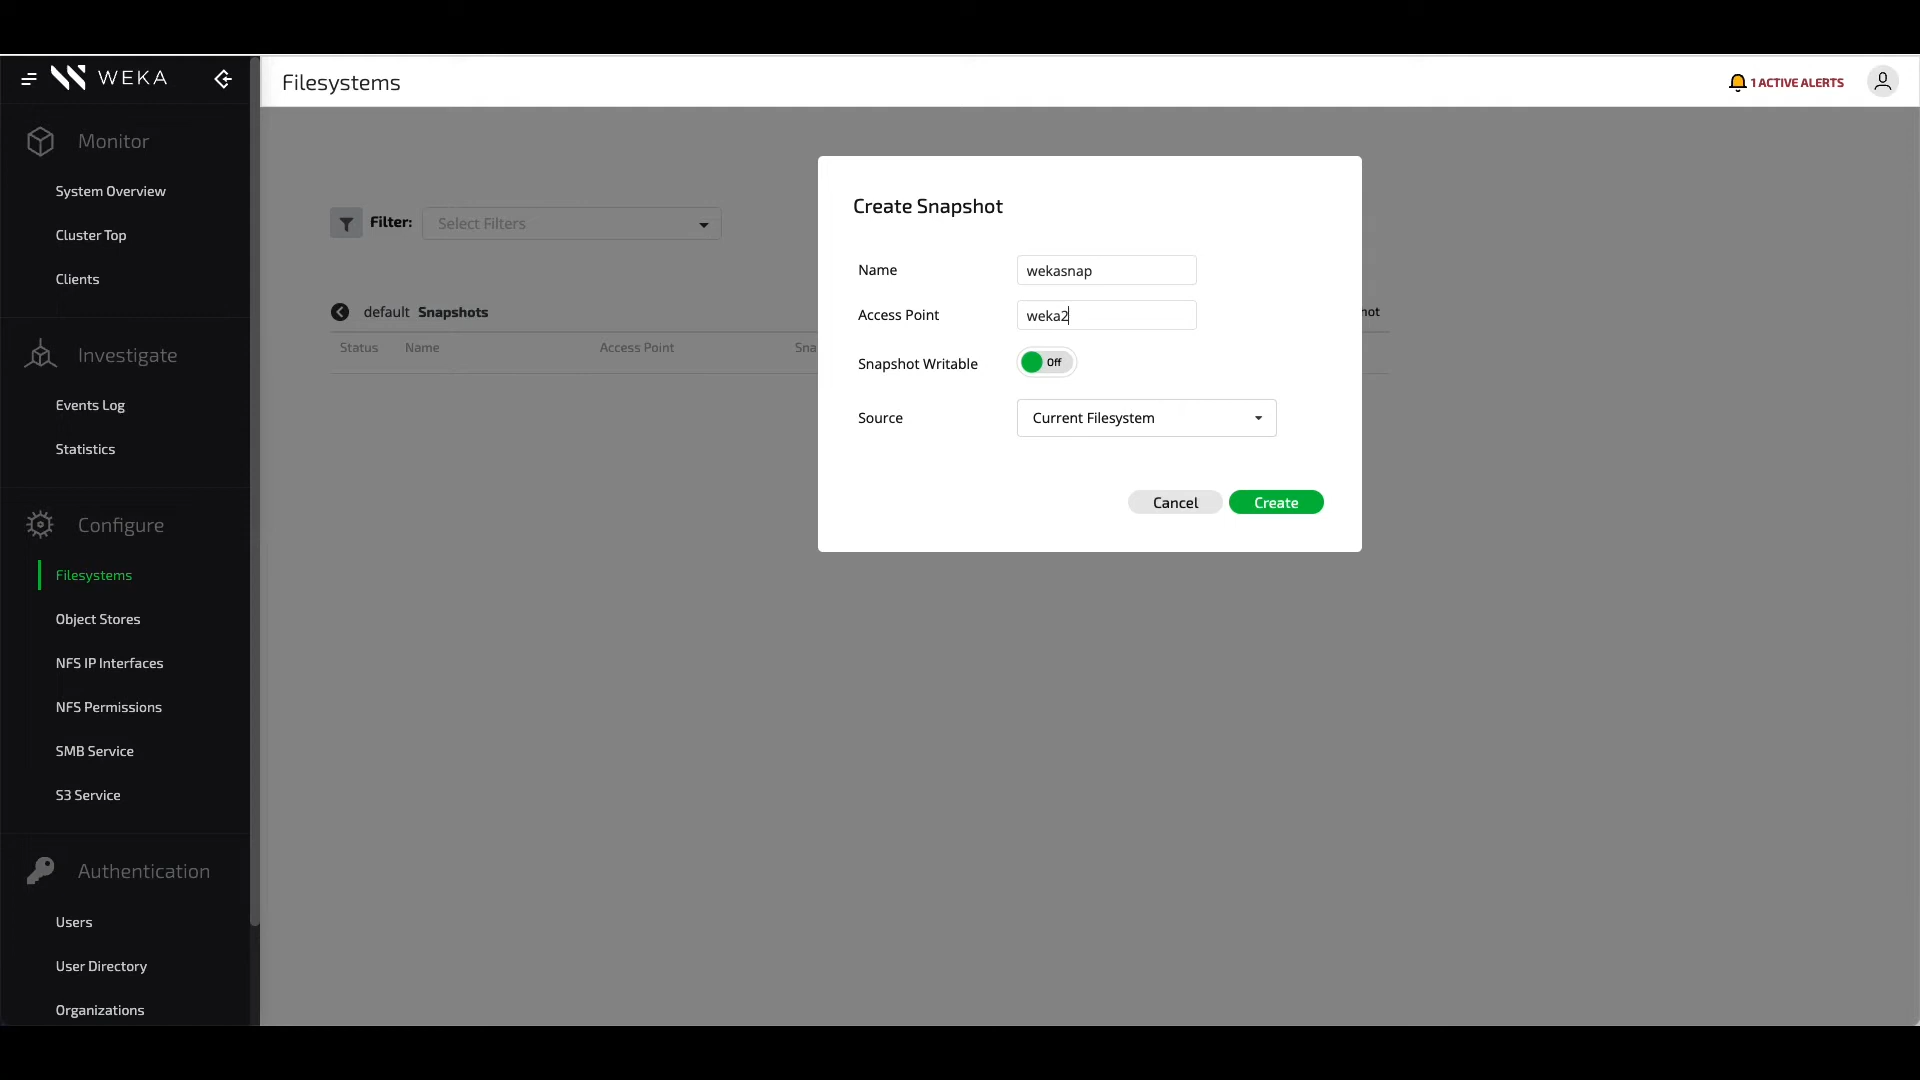 WEKA
Filesystems
1 ACTIVE ALERTS
Monitor
System Overview
Cluster Top
Clients
Investigate
Events Log
Statistics
Configure
Filesystems
Object Stores
NFS IP Interfaces
NFS Permissions
SMB Service
S3 Service
Authentication
Users
User Directory
Organizations
Filter: Select Filters
default Snapshots
Status Name Access Point
Create Snapshot
Name wekasnap
Access Point weka2
Snapshot Writable Off
Source Current Filesystem
Cancel Create